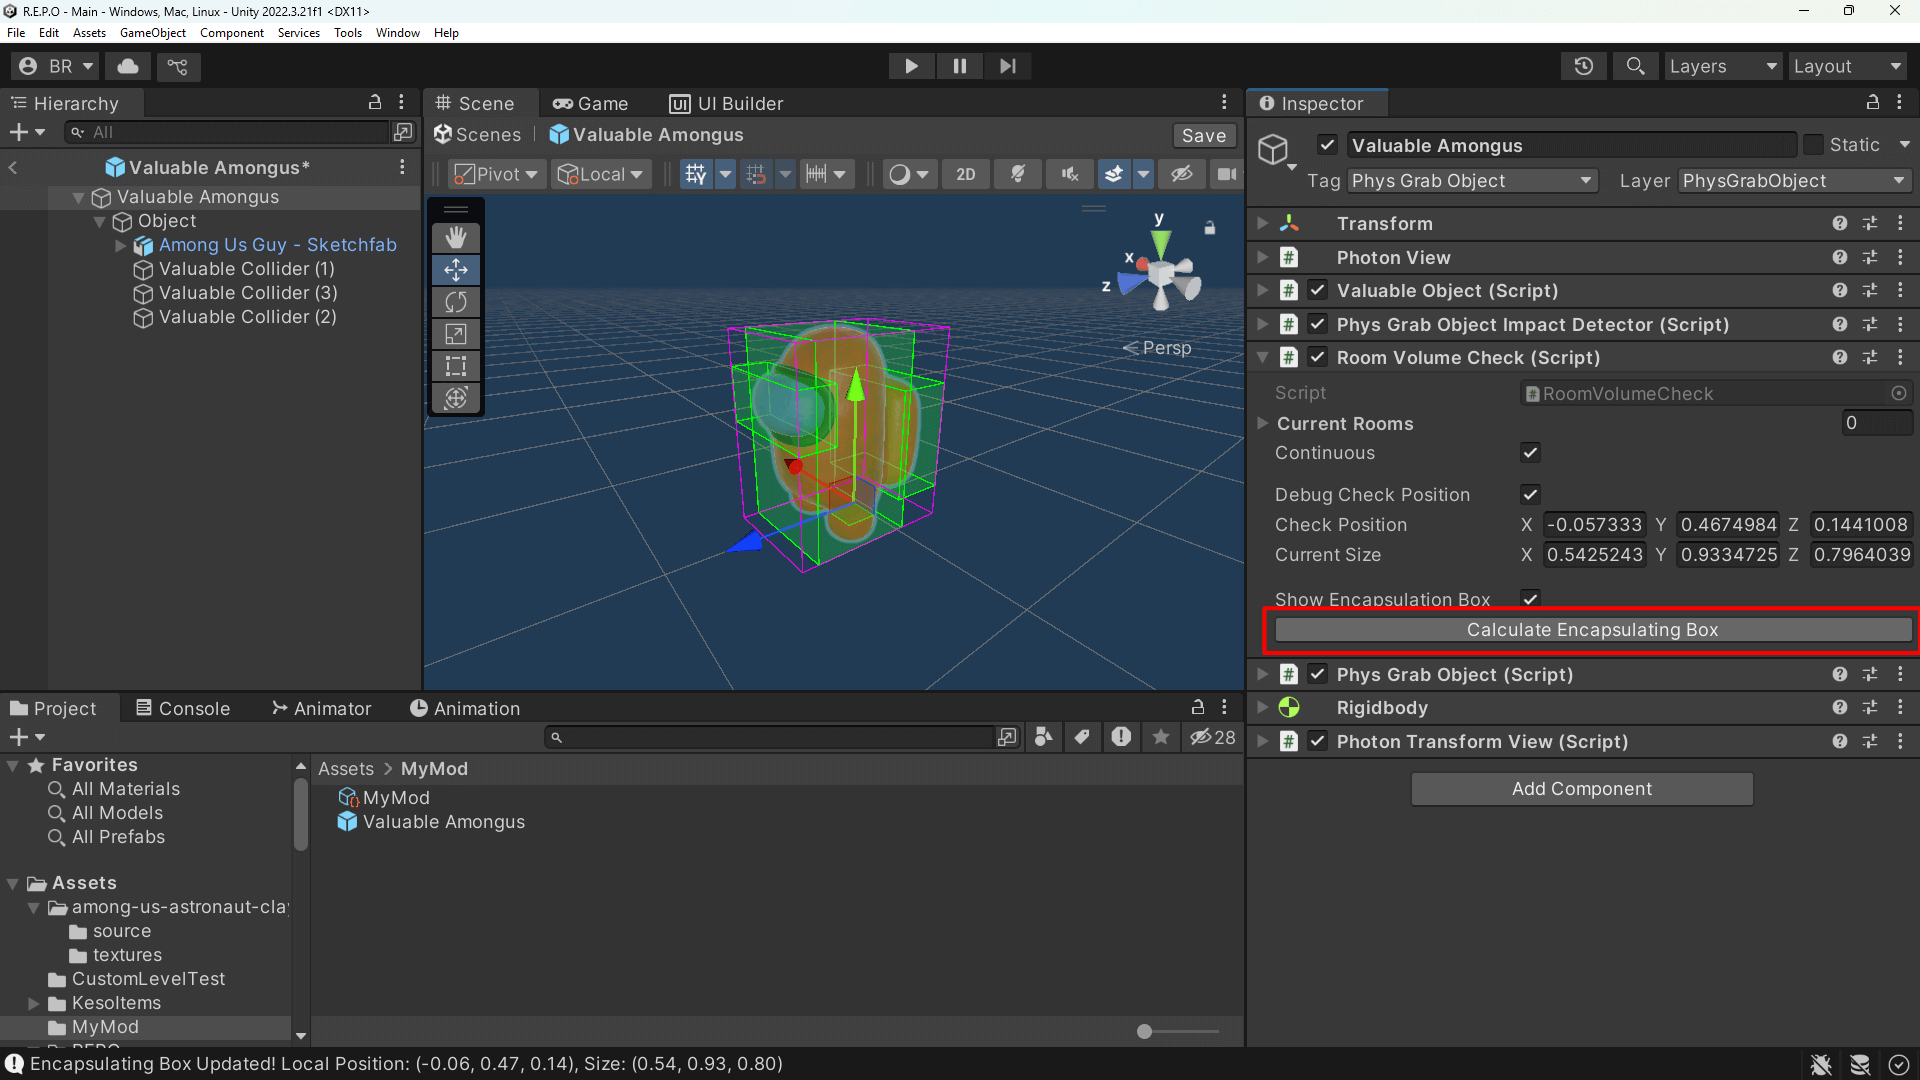 R.E.P.O - Main - Windows, Mac, Linux - Unity 2022.3.21f1 <DX11>
File Edit Assets GameObject Component Services Tools Window Help
BR
Layers
Layout
Hierarchy
All
Valuable Amongus*
Valuable Amongus
Object
Among Us Guy - Sketchfab
Valuable Collider (1)
Valuable Collider (3)
Valuable Collider (2)
Scene Game UI Builder
Scenes Valuable Amongus Save
Pivot Local 2D
y
x
z
Persp
Inspector
Valuable Amongus Static
Tag Phys Grab Object Layer PhysGrabObject
Transform
Photon View
Valuable Object (Script)
Phys Grab Object Impact Detector (Script)
Room Volume Check (Script)
Script RoomVolumeCheck
Current Rooms 0
Continuous
Debug Check Position
Check Position X -0.057333 Y 0.4674984 Z 0.1441008
Current Size X 0.5425243 Y 0.9334725 Z 0.7964039
Show Encapsulation Box
Calculate Encapsulating Box
Phys Grab Object (Script)
Rigidbody
Photon Transform View (Script)
Add Component
Project Console Animator Animation
28
Favorites
All Materials
All Models
All Prefabs
Assets
among-us-astronaut-clay
source
textures
CustomLevelTest
KesoItems
MyMod
REPO
Assets > MyMod
MyMod
Valuable Amongus
Encapsulating Box Updated! Local Position: (-0.06, 0.47, 0.14), Size: (0.54, 0.93, 0.80)